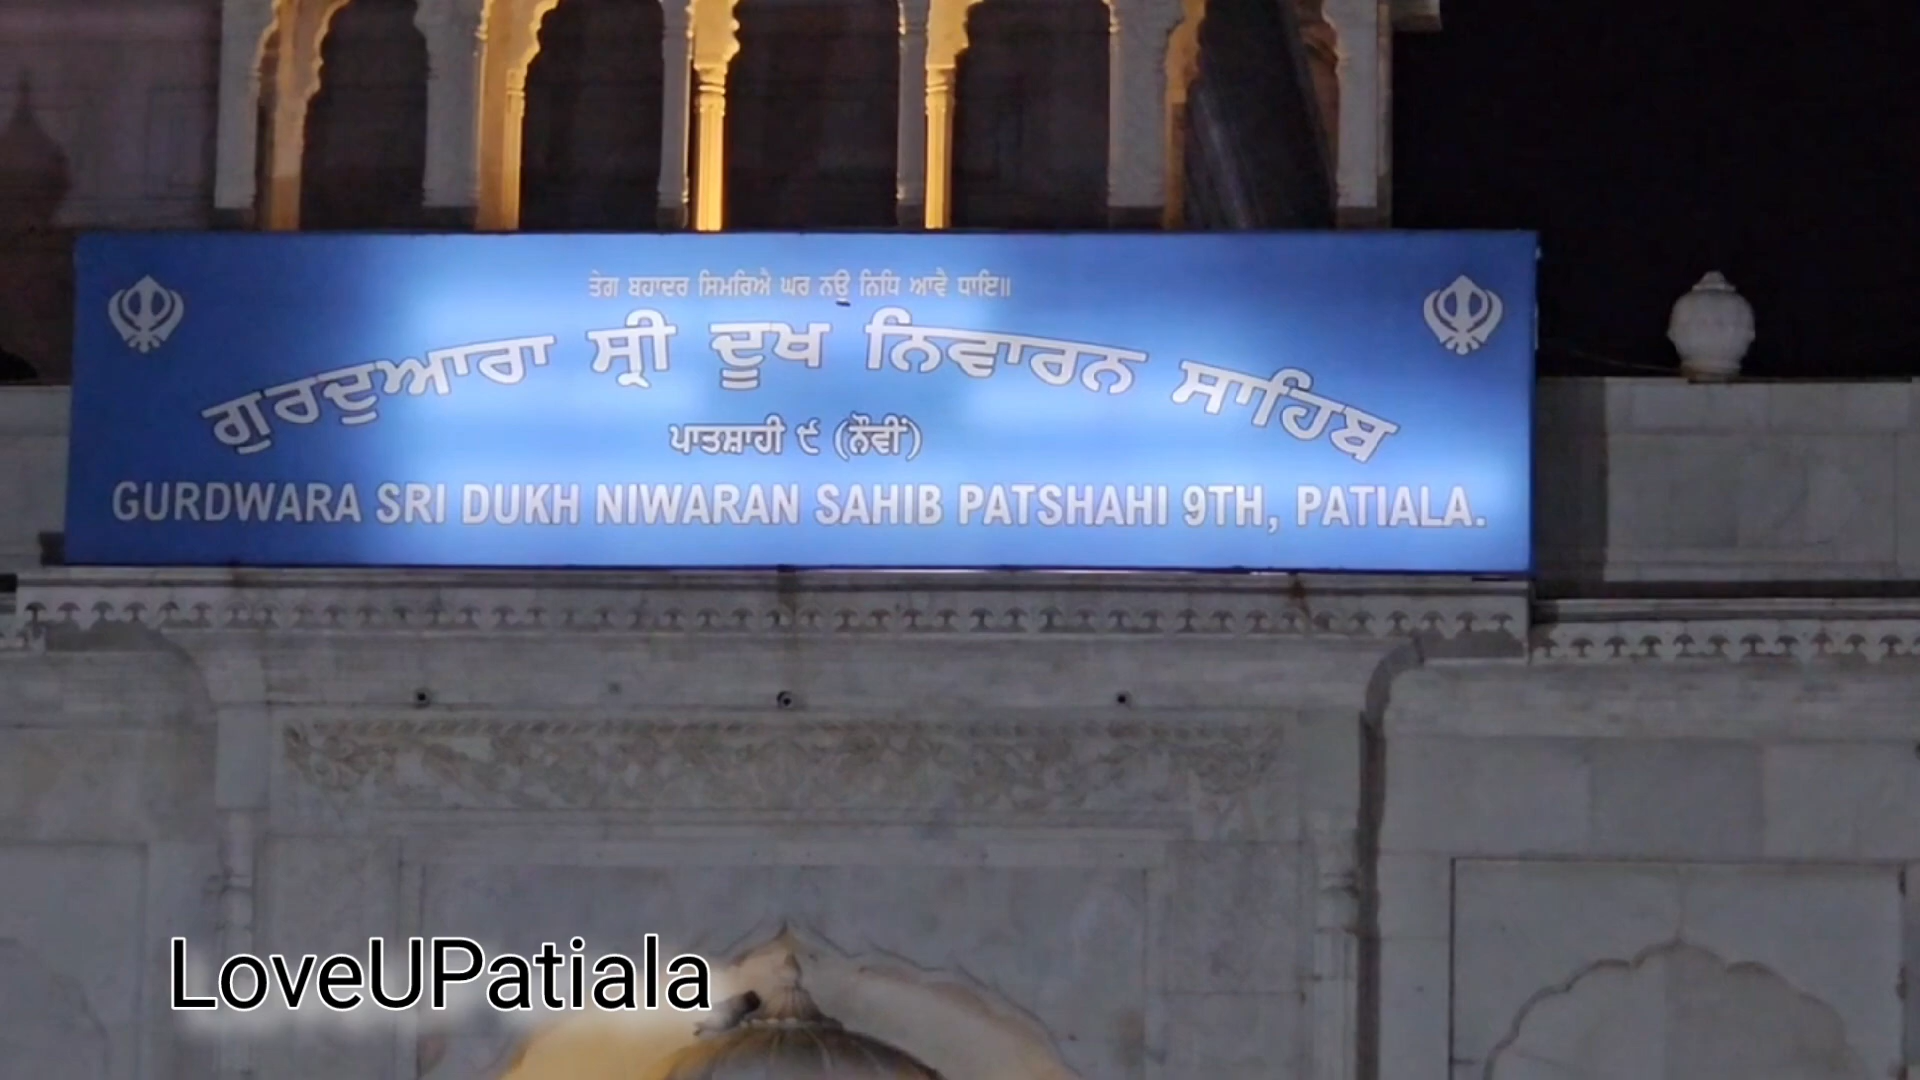 ਤੇਗ ਬਹਾਦਰ ਸਿਮਰਿਐ ਘਰ ਨਉ ਨਿਧਿ ਆਵੈ ਧਾਇ॥
ਗੁਰਦੁਆਰਾ ਸ੍ਰੀ ਦੂਖ ਨਿਵਾਰਨ ਸਾਹਿਬ
ਪਾਤਸ਼ਾਹੀ ੯ (ਨੌਵੀਂ)
GURDWARA SRI DUKH NIWARAN SAHIB PATSHAHI 9TH, PATIALA.
LoveUPatiala